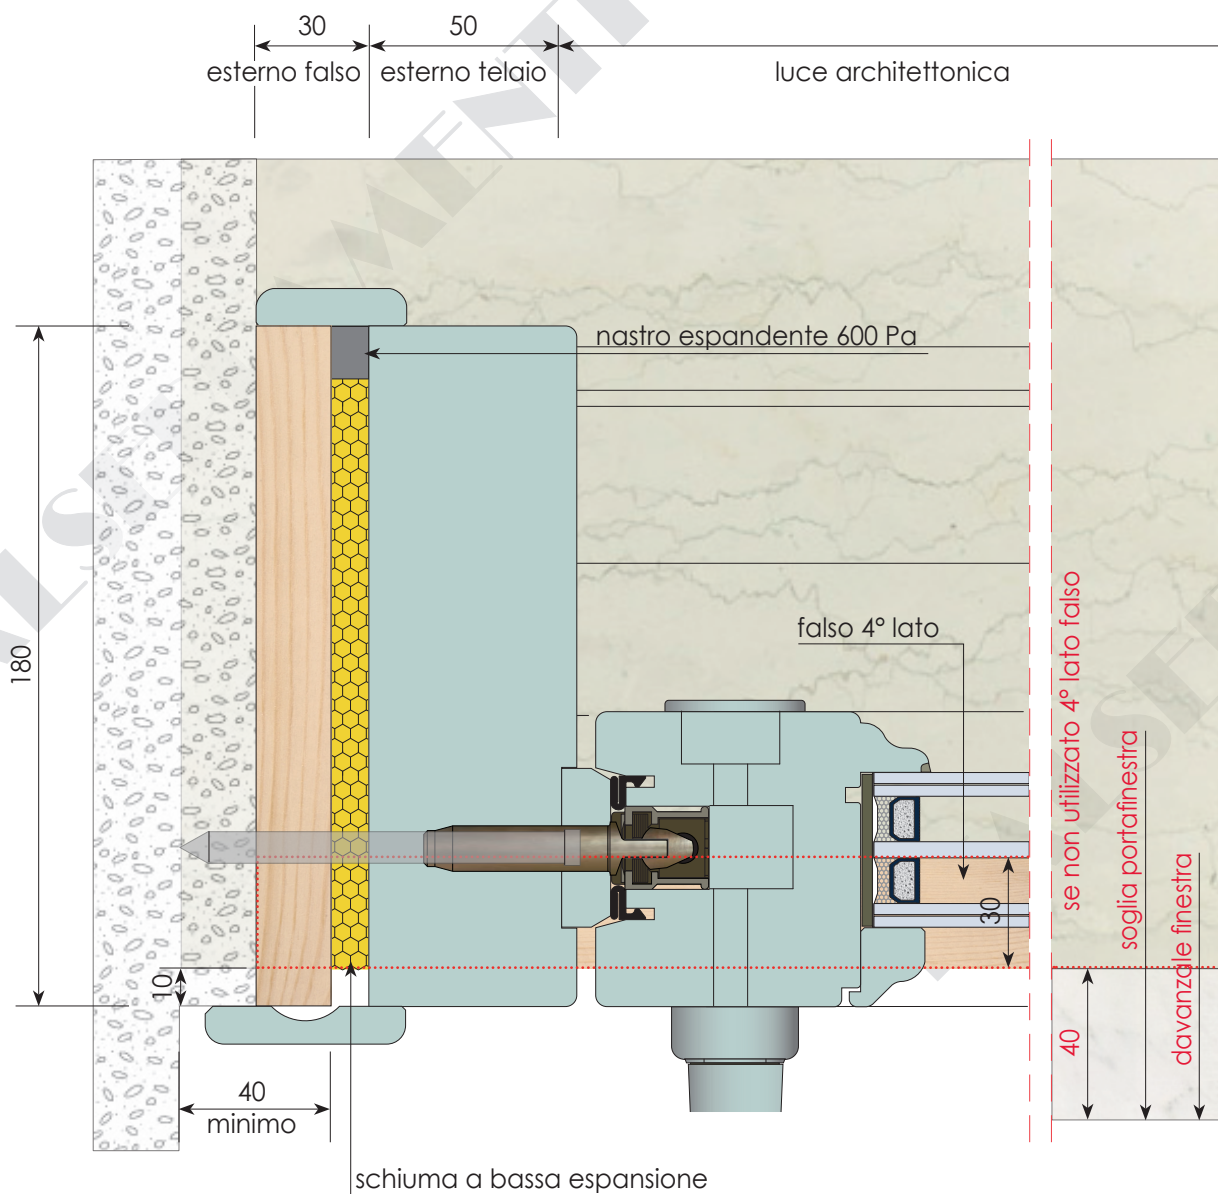 30 50
esterno falso esterno telaio luce architettonica
nastro espandente 600 Pa
180
falso 4° lato
se non utilizzato 4° lato falso
soglia portafinestra
davanzale finestra
30
10
40
40
minimo
schiuma a bassa espansione